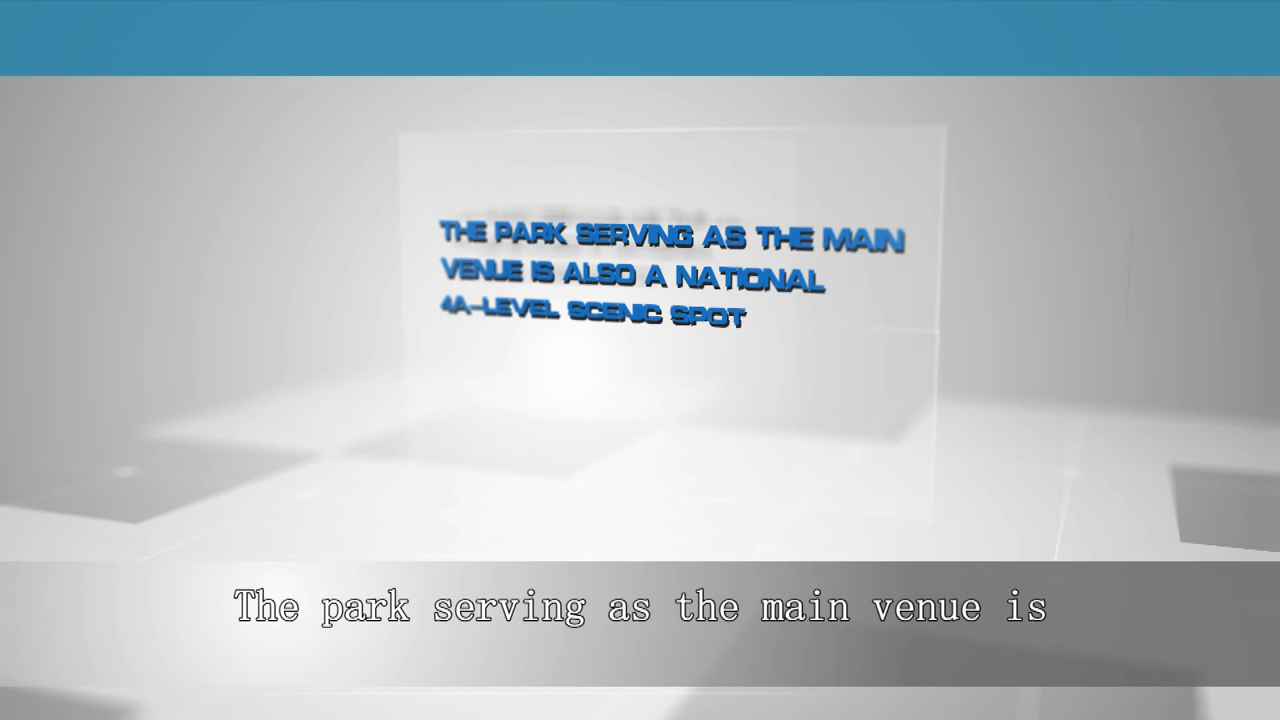 THE PARK SERVING AS THE MAIN
VENUE IS ALSO A NATIONAL
4A-LEVEL SCENIC SPOT
The park serving as the main venue is